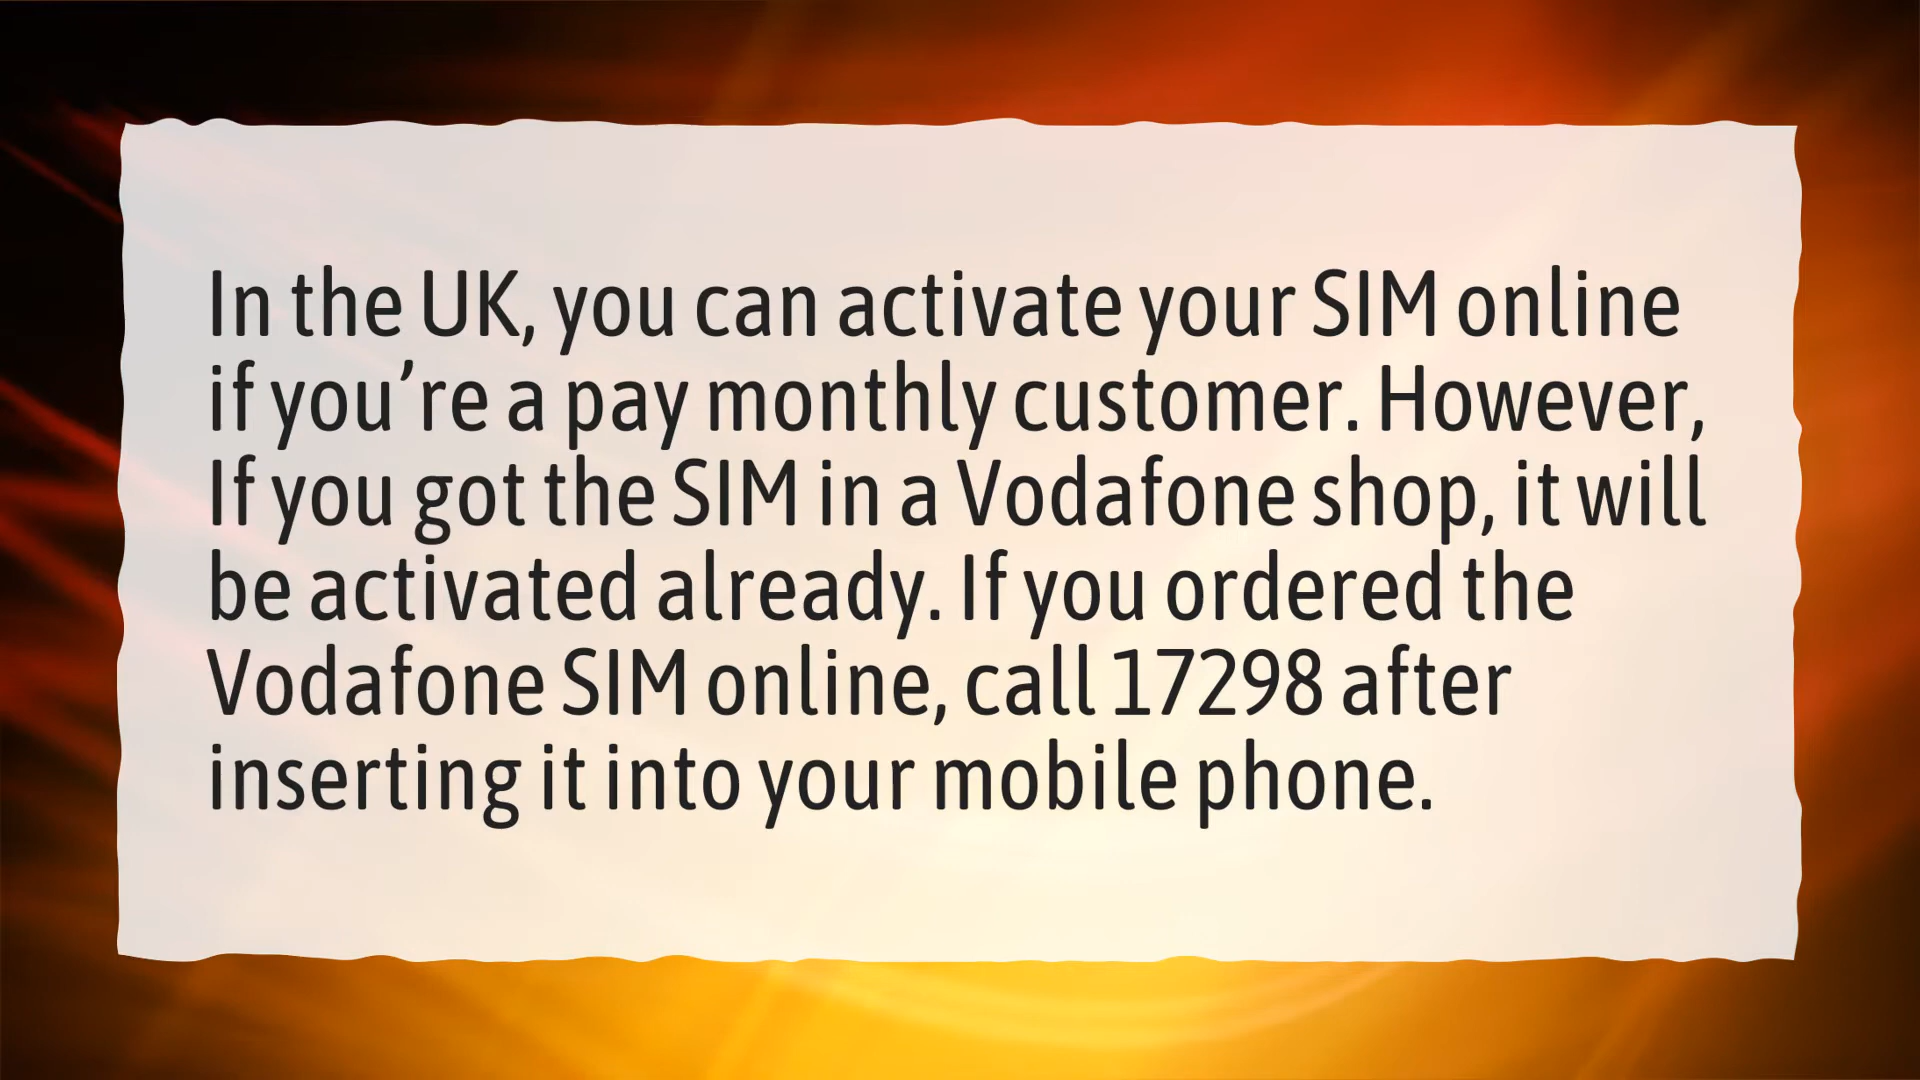 In the UK, you can activate your SIM online
if you’re a pay monthly customer. However,
If you got the SIM in a Vodafone shop, it will
be activated already. If you ordered the
Vodafone SIM online, call 17298 after
inserting it into your mobile phone.